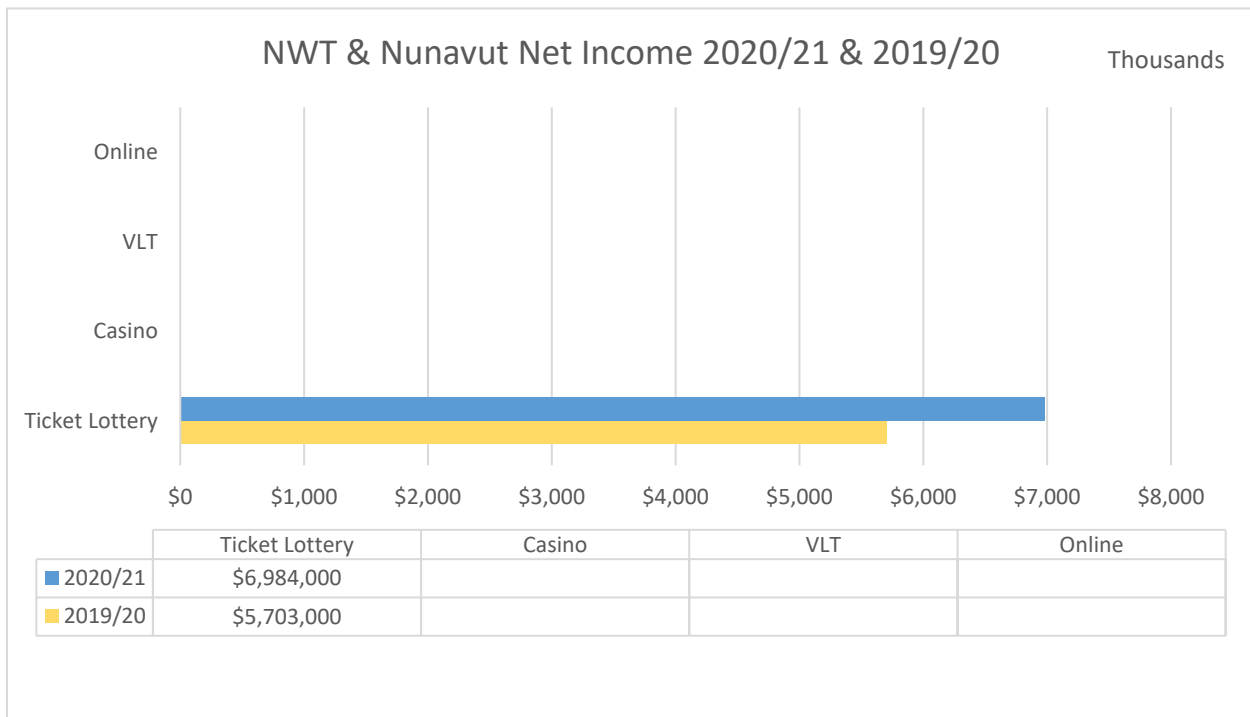 NWT & Nunavut Net Income 2020/21 & 2019/20
Thousands
Online
VLT
Casino
Ticket Lottery
$0 $1,000 $2,000 $3,000 $4,000 $5,000 $6,000 $7,000 $8,000
Ticket Lottery Casino VLT Online
2020/21 $6,984,000
2019/20 $5,703,000